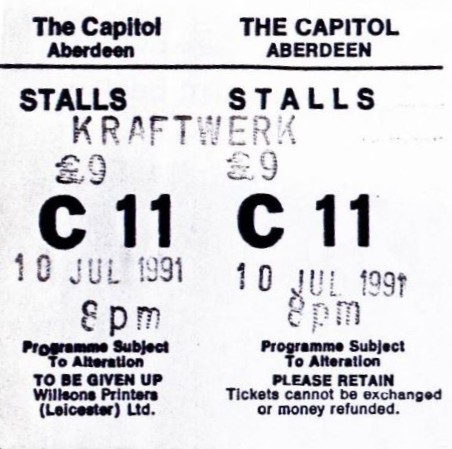 The Capitol
Aberdeen
STALLS
KRAFTWERK
£9
C 11
10 JUL 1991
8pm
Programme Subject
To Alteration
TO BE GIVEN UP
Willsons Printers
(Leicester) Ltd.
THE CAPITOL
ABERDEEN
STALLS
£9
C 11
10 JUL 1991
8pm
Programme Subject
To Alteration
PLEASE RETAIN
Tickets cannot be exchanged
or money refunded.